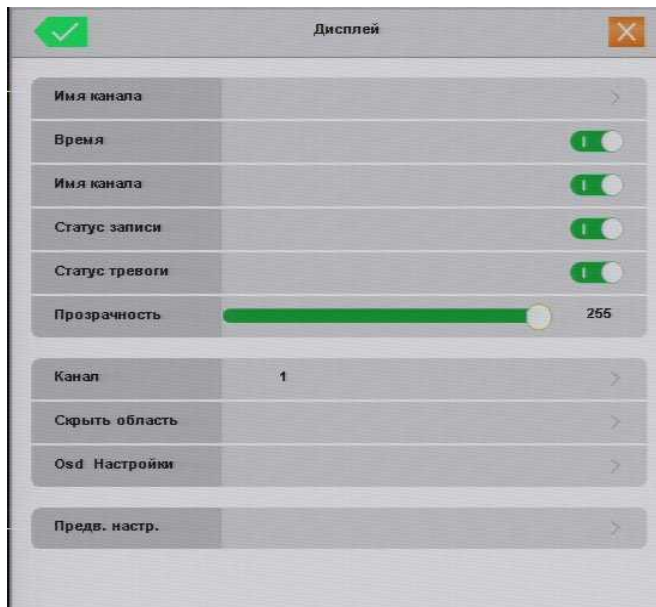 Дисплей
Имя канала
Время
Имя канала
Статус записи
Статус тревоги
Прозрачность 255
Канал 1
Скрыть область
Osd Настройки
Предв. настр.